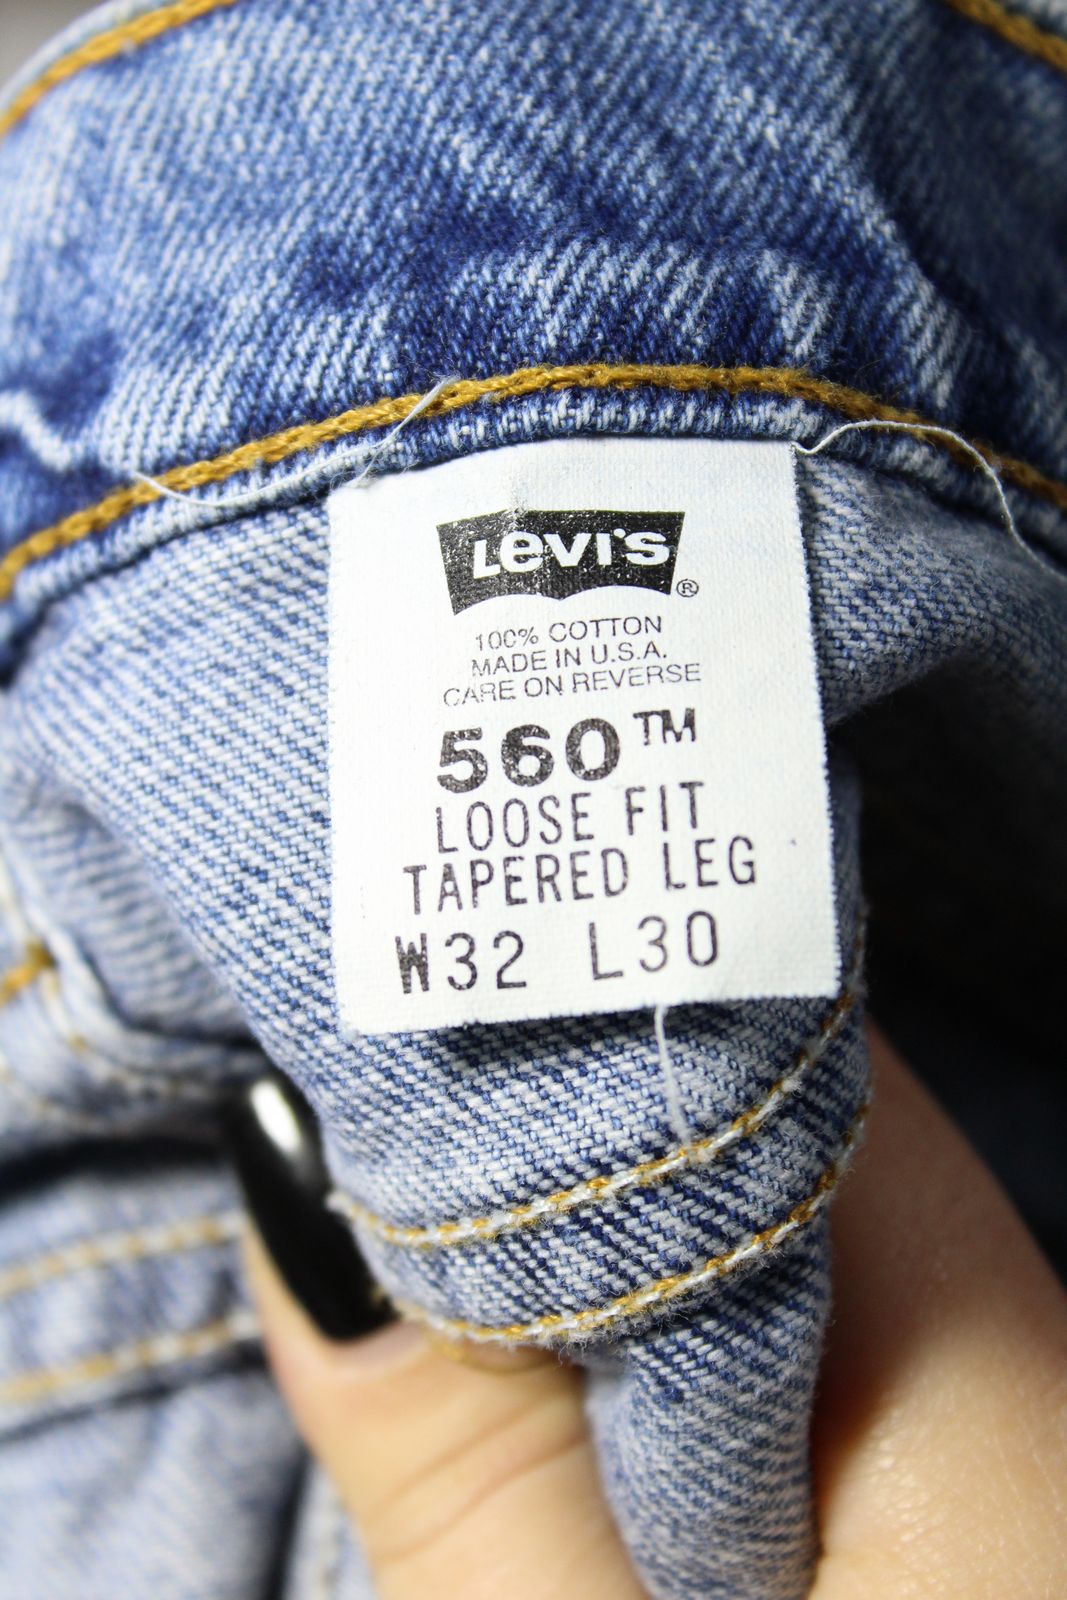 Levi's ®
100% COTTON
MADE IN U.S.A.
CARE ON REVERSE
560™
LOOSE FIT
TAPERED LEG
W32 L30